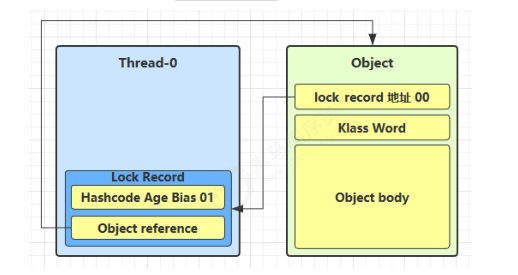 Thread-0
Lock Record
Hashcode Age Bias 01
Object reference
Object
lock record 地址 00
Klass Word
Object body